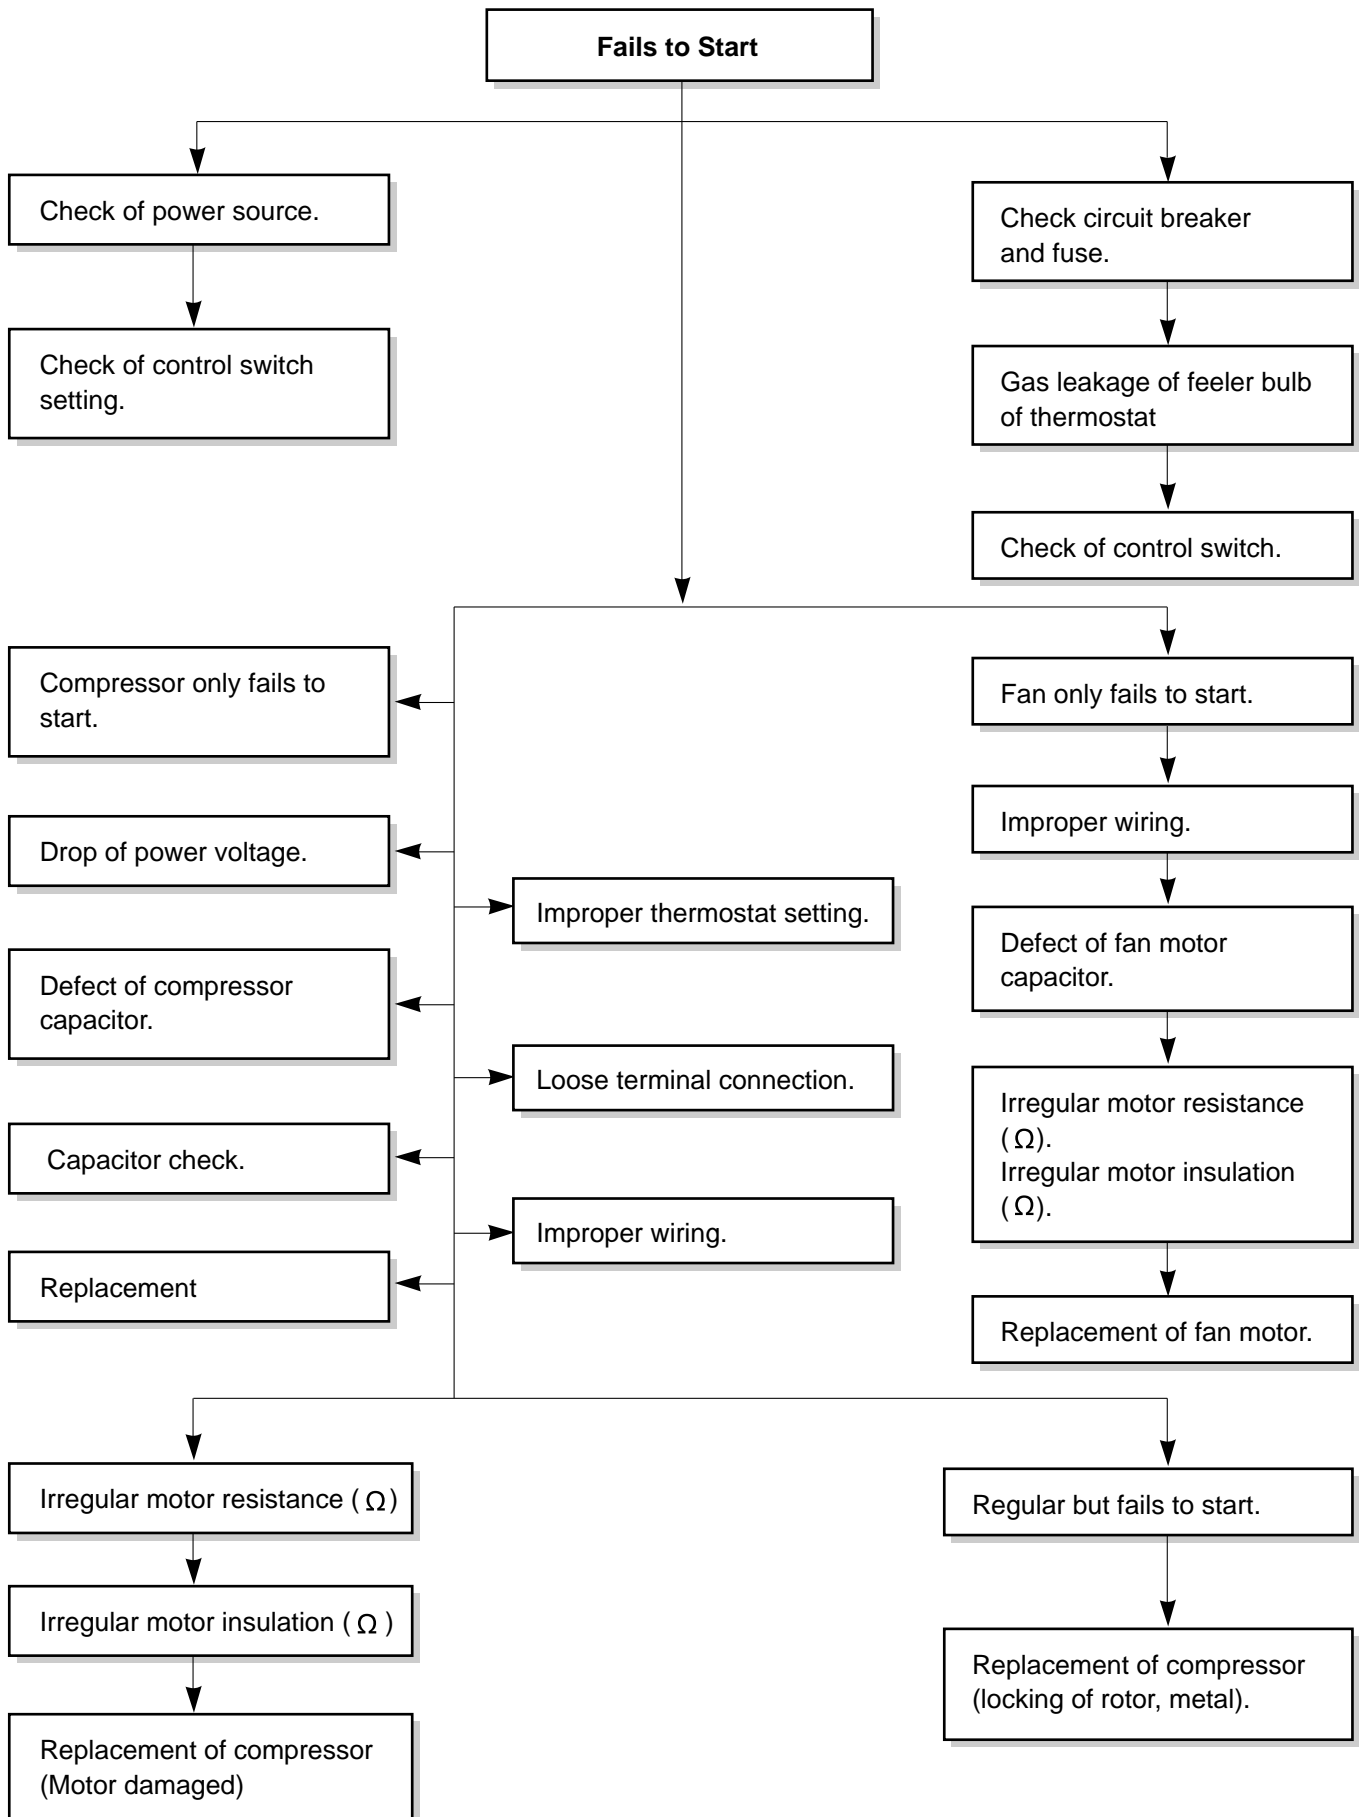 Fails to Start
Check of power source.
Check circuit breaker
and fuse.
Check of control switch
setting.
Gas leakage of feeler bulb
of thermostat
Check of control switch.
Compressor only fails to
start.
Fan only fails to start.
Drop of power voltage.
Improper wiring.
Improper thermostat setting.
Defect of fan motor
capacitor.
Defect of compressor
capacitor.
Loose terminal connection.
Irregular motor resistance
(Ω).
Irregular motor insulation
(Ω).
Capacitor check.
Improper wiring.
Replacement
Replacement of fan motor.
Irregular motor resistance (Ω)
Regular but fails to start.
Irregular motor insulation (Ω )
Replacement of compressor
(locking of rotor, metal).
Replacement of compressor
(Motor damaged)